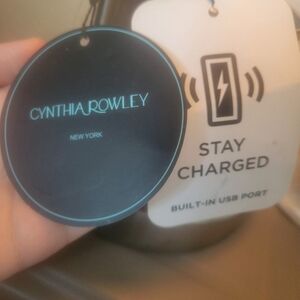 CYNTHIA ROWLEY
NEW YORK
STAY
CHARGED
BUILT-IN USB PORT